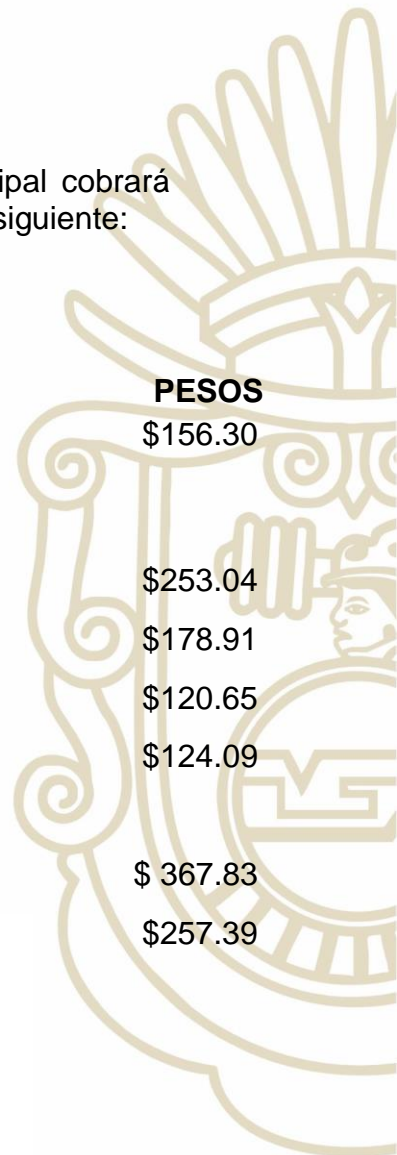 ipal cobrará
siguiente:
PESOS
$156.30
$253.04
$178.91
$120.65
$124.09
$ 367.83
$257.39